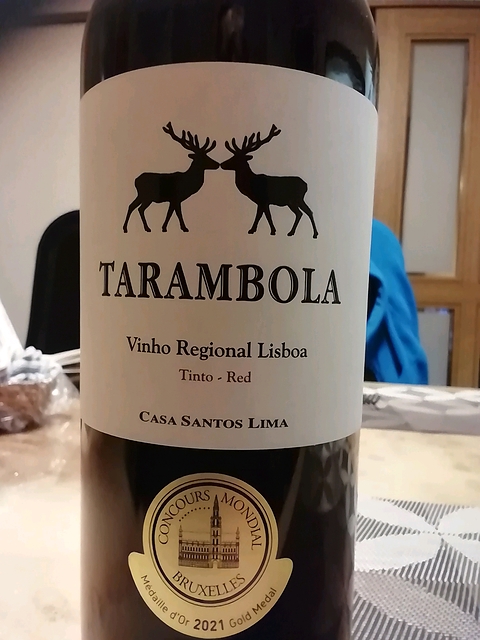 TARAMBOLA
Vinho Regional Lisboa
Tinto - Red
CASA SANTOS LIMA
CONCOURS MONDIAL
BRUXELLES
Médaille d'Or 2021 Gold Medal